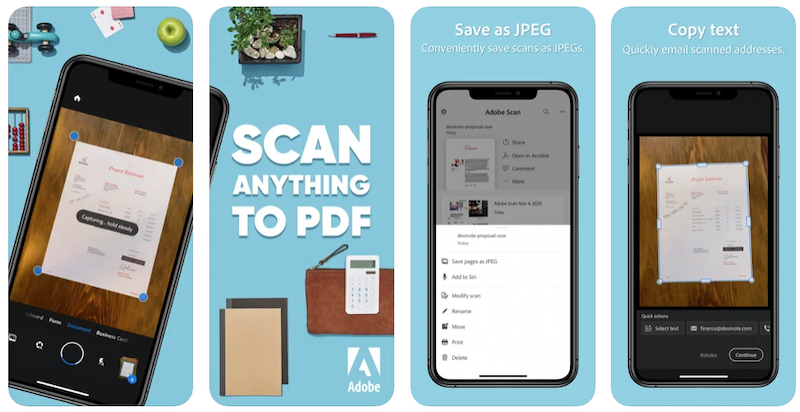 Project Estimate
Capturing... hold steady
Form
Document
Business Card
SCAN
ANYTHING
TO PDF
Adobe
Save as JPEG
Conveniently save scans as JPEGs.
Adobe Scan
dexinote-proposal-sow
Today
Share
Open in Acrobat
Comment
More
Adobe Scan Nov 4, 2020
Today
dexinote-proposal-sow
Today
Save pages as JPEG
Add to Siri
Modify scan
Rename
Move
Print
Delete
Copy text
Quickly email scanned addresses.
Project Estimate
Quick actions
Select text
finance@dexinote.com
Retake
Continue